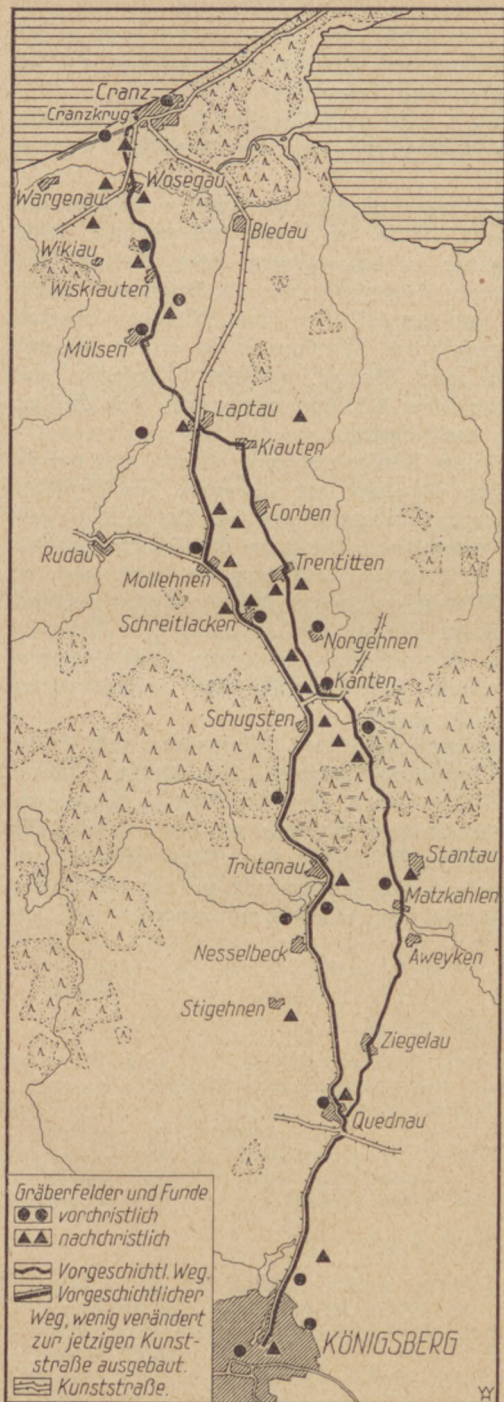 Cranz
Cranzkrug
Wosegau
Wargenau
Bledau
Wikiau
Wiskiauten
Mülsen
Laptau
Kiauten
Corben
Rudau
Trentitten
Mollehnen
Schreitlacken
Norgehnen
Kanten
Schugsten
Stantau
Trutenau
Matzkahlen
Nesselbeck
Aweyken
Stigehnen
Ziegelau
Quednau
Gräberfelder und Funde
vorchristlich
nachchristlich
Vorgeschichtl. Weg.
Vorgeschichtlicher
Weg, wenig verändert
zur jetzigen Kunst-
straße ausgebaut.
Kunststraße.
KÖNIGSBERG